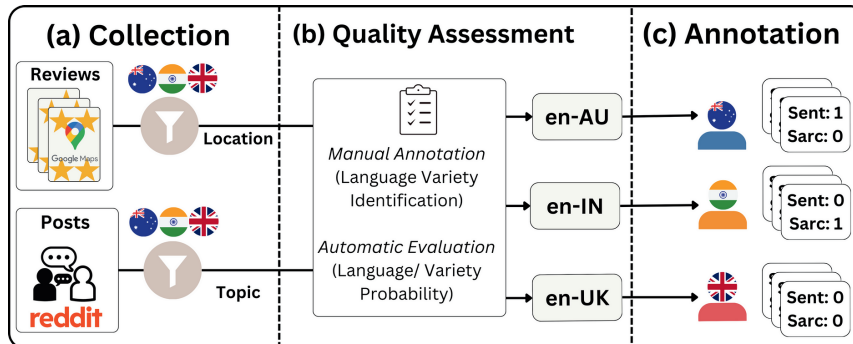 (a) Collection
Reviews
Google Maps
Location
Posts
reddit
Topic
(b) Quality Assessment
Manual Annotation
(Language Variety
Identification)
Automatic Evaluation
(Language/ Variety
Probability)
en-AU
en-IN
en-UK
(c) Annotation
Sent: 1
Sarc: 0
Sent: 0
Sarc: 1
Sent: 0
Sarc: 0